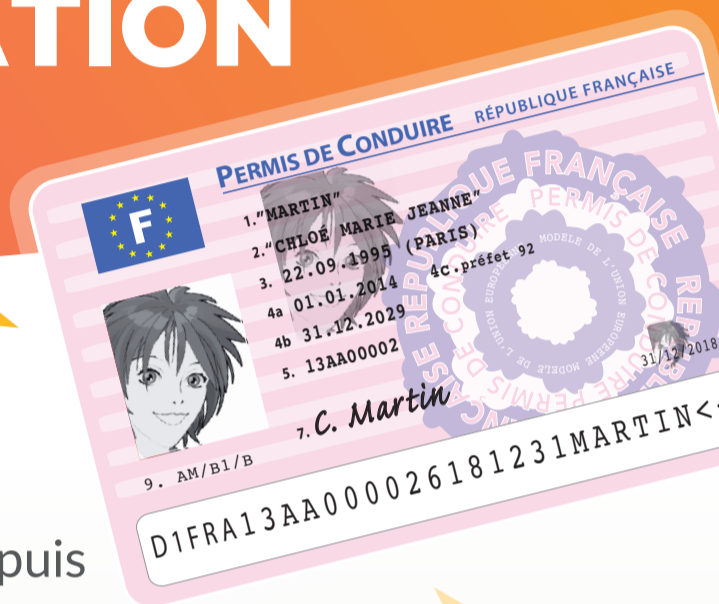 ATION
PERMIS DE CONDUIRE RÉPUBLIQUE FRANÇAISE
F
1."MARTIN"
2."CHLOÉ MARIE JEANNE"
3. 22.09.1995 (PARIS)
4a 01.01.2014 4c.préfet 92
4b 31.12.2029
5. 13AA00002
7. C. Martin
31/12/2018
9. AM/B1/B
D1FRA13AA000026181231MARTIN<
puis